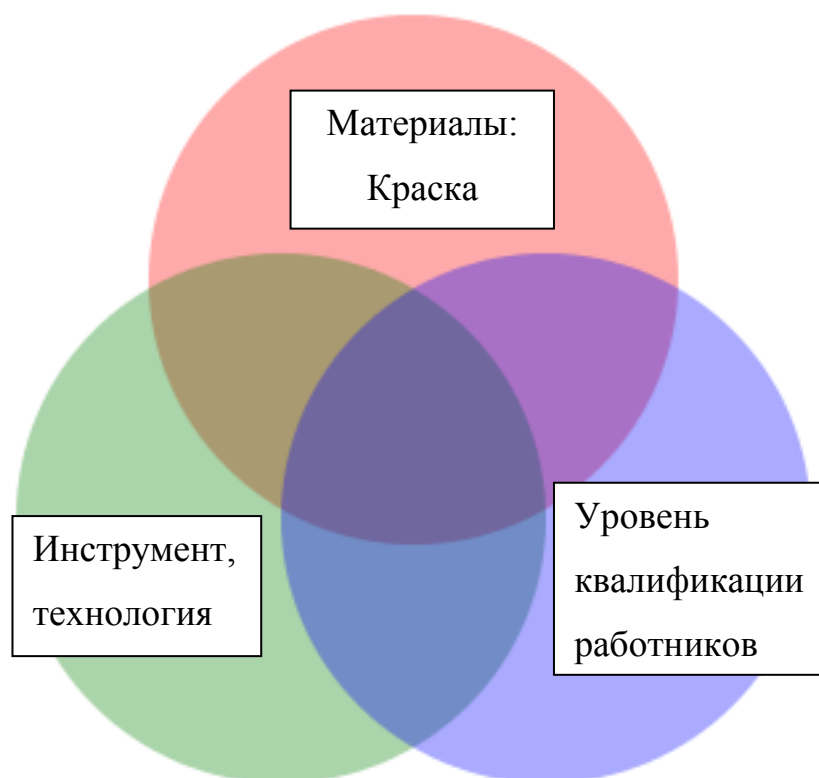 Материалы:
Краска
Инструмент,
технология
Уровень
квалификации
работников